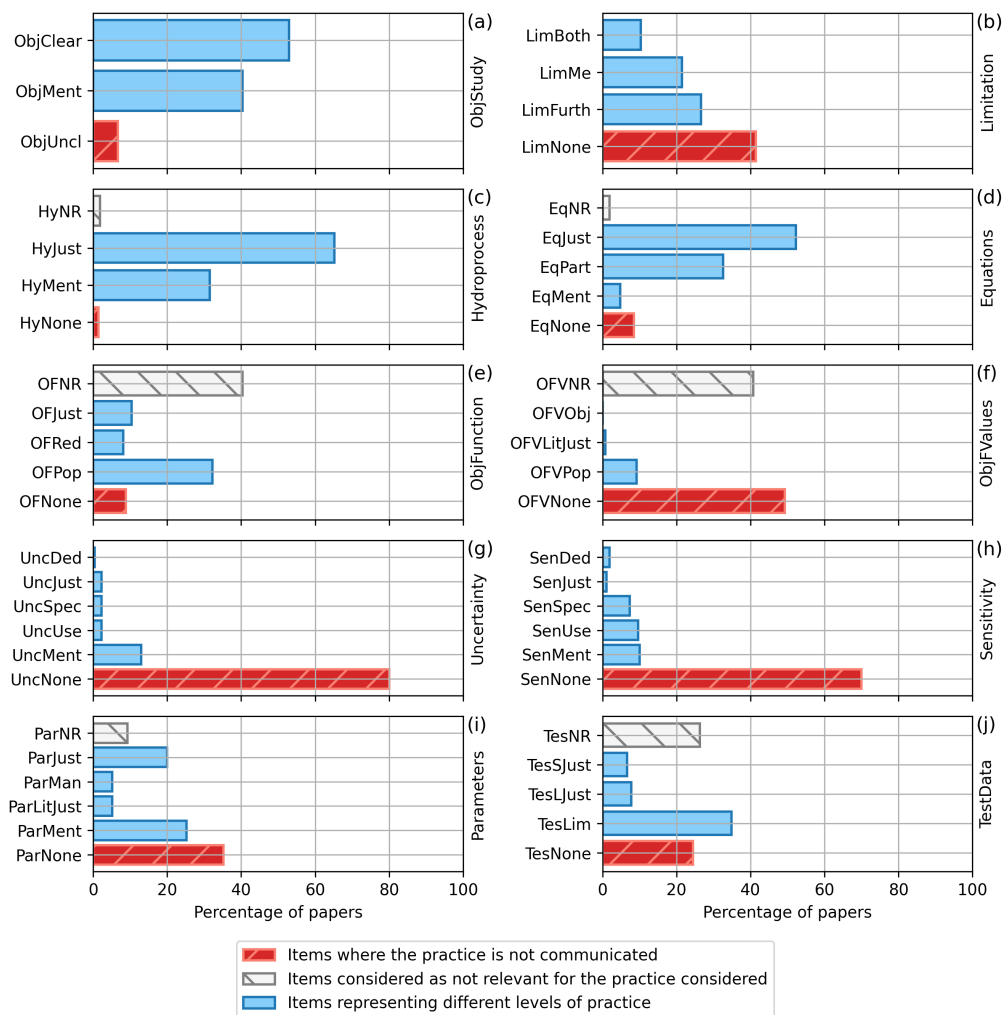 (a)
ObjClear
ObjMent
ObjUncl
ObjStudy
(b)
LimBoth
LimMe
LimFurth
LimNone
Limitation
(c)
HyNR
HyJust
HyMent
HyNone
Hydroprocess
(d)
EqNR
EqJust
EqPart
EqMent
EqNone
Equations
(e)
OFNR
OFJust
OFRed
OFPop
OFNone
ObjFunction
(f)
OFVNR
OFVObj
OFVLitJust
OFVPop
OFVNone
ObjFValues
(g)
UncDed
UncJust
UncSpec
UncUse
UncMent
UncNone
Uncertainty
(h)
SenDed
SenJust
SenSpec
SenUse
SenMent
SenNone
Sensitivity
(i)
ParNR
ParJust
ParMan
ParLitJust
ParMent
ParNone
Parameters
0 20 40 60 80 100
Percentage of papers
(j)
TesNR
TesSJust
TesLJust
TesLim
TesNone
TestData
0 20 40 60 80 100
Percentage of papers
Items where the practice is not communicated
Items considered as not relevant for the practice considered
Items representing different levels of practice